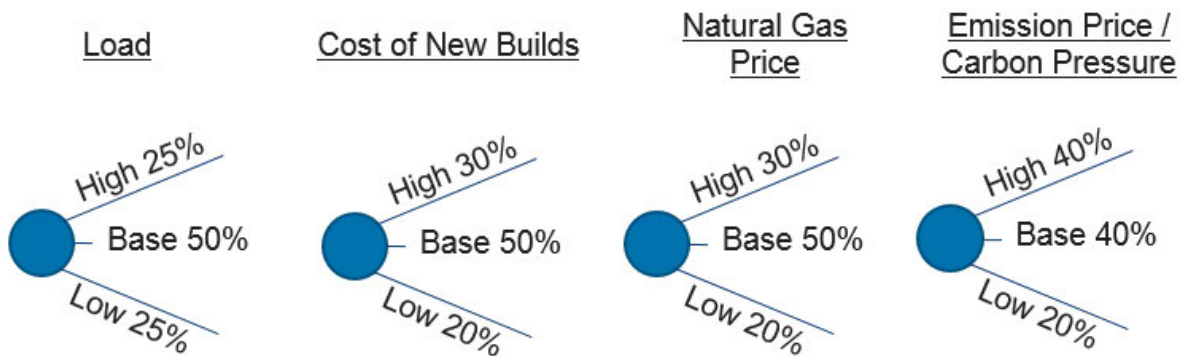 Load
High 25%
Base 50%
Low 25%
Cost of New Builds
High 30%
Base 50%
Low 20%
Natural Gas
Price
High 30%
Base 50%
Low 20%
Emission Price /
Carbon Pressure
High 40%
Base 40%
Low 20%